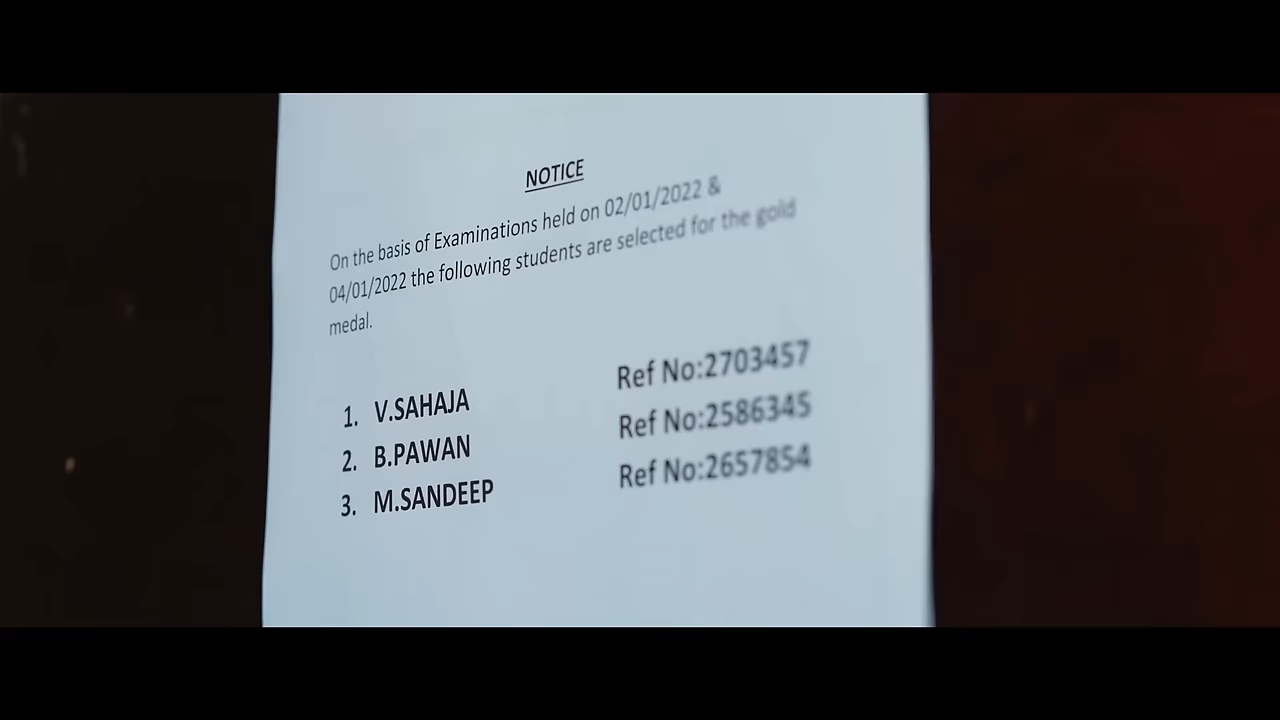 NOTICE
On the basis of Examinations held on 02/01/2022 &
04/01/2022 the following students are selected for the gold
medal.
1. V.SAHAJA Ref No:2703457
2. B.PAWAN Ref No:2586345
3. M.SANDEEP Ref No:2657854